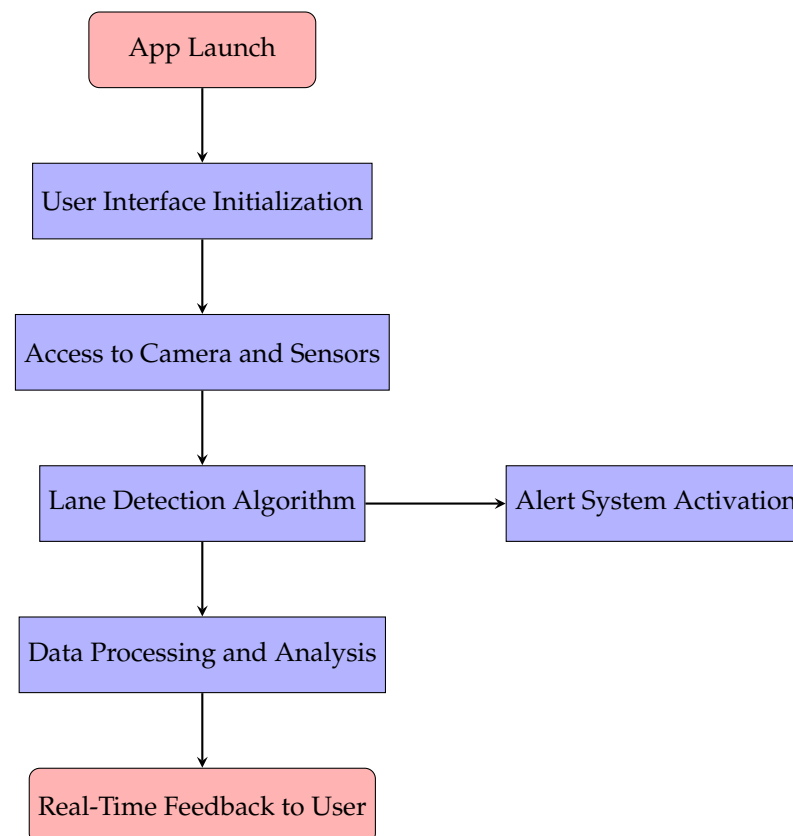 App Launch
User Interface Initialization
Access to Camera and Sensors
Lane Detection Algorithm
Alert System Activation
Data Processing and Analysis
Real-Time Feedback to User